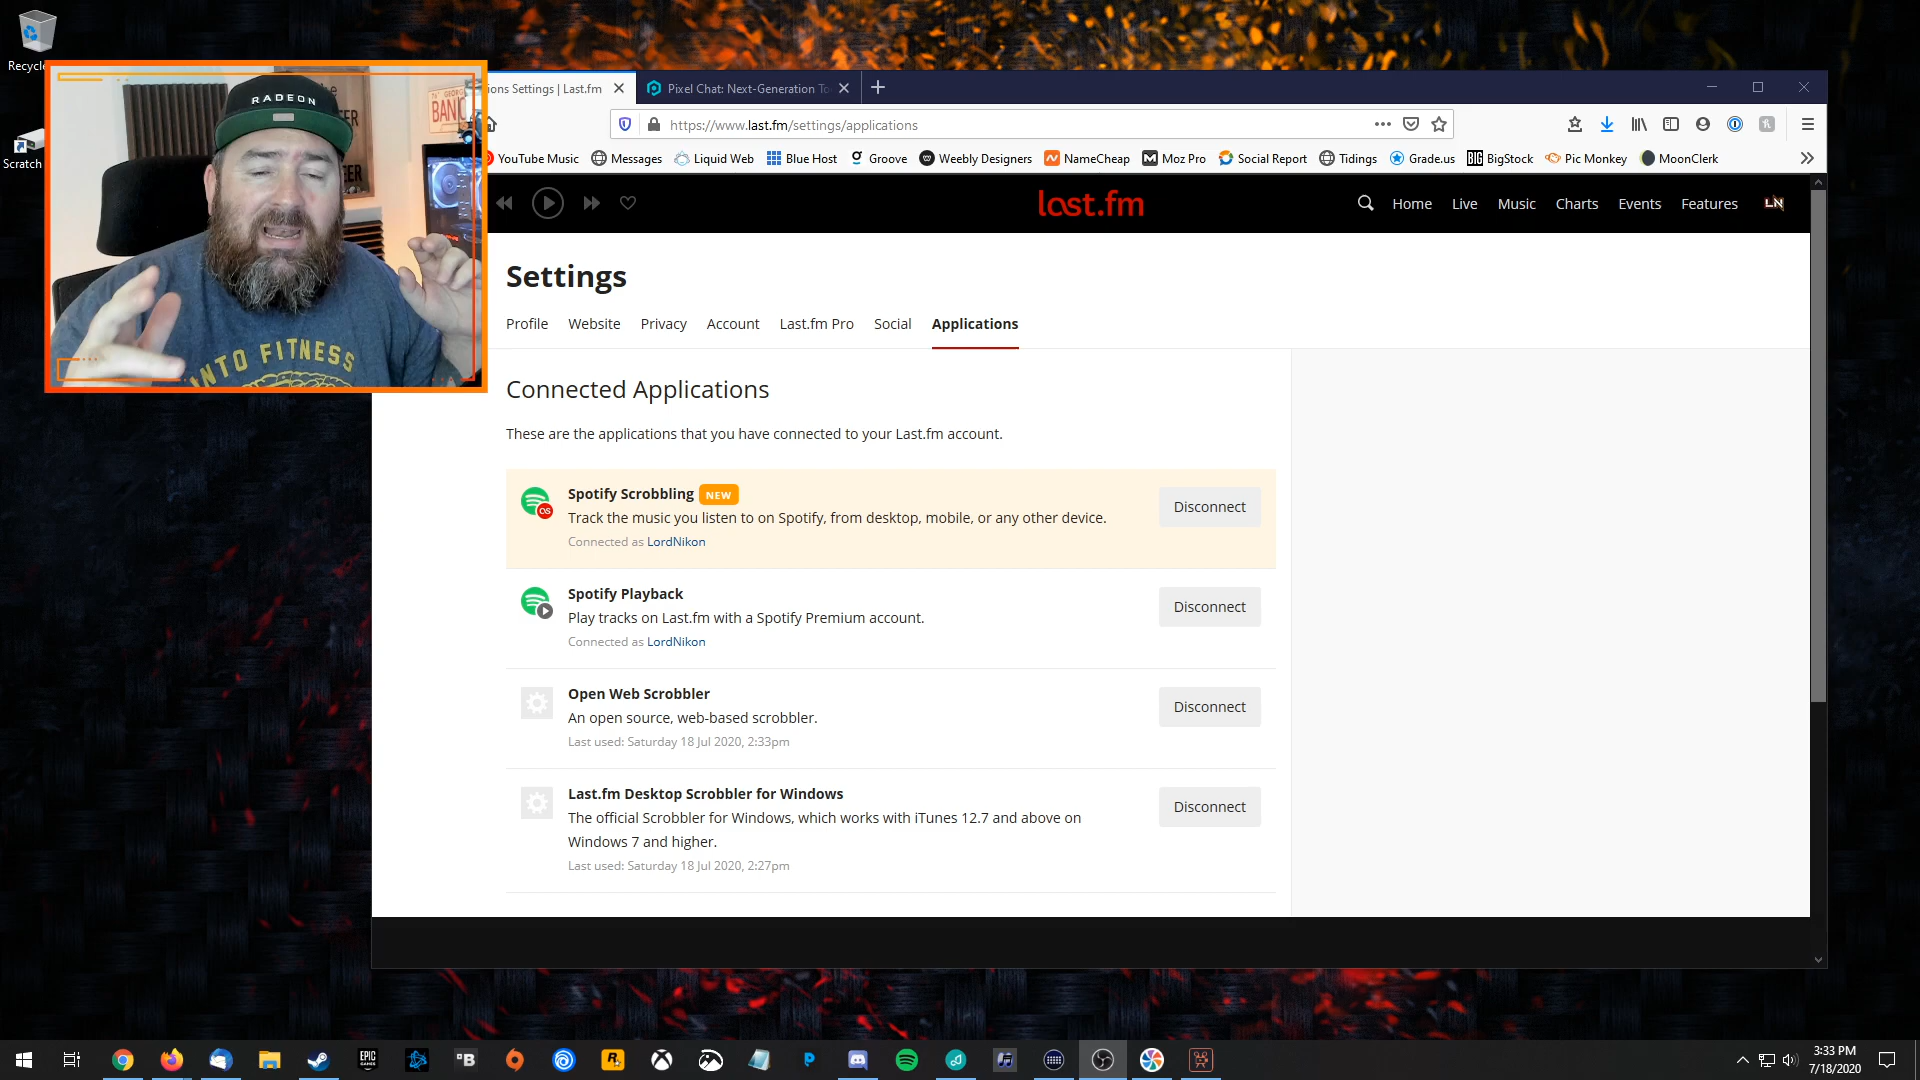 Recycle
Scratch
RADEON
BAN
INTO FITNESS
ons Settings | Last.fm
Pixel Chat: Next-Generation To
https://www.last.fm/settings/applications
YouTube Music
Messages
Liquid Web
Blue Host
Groove
Weebly Designers
NameCheap
Moz Pro
Social Report
Tidings
Grade.us
BIG BigStock
Pic Monkey
MoonClerk
last.fm
Home
Live
Music
Charts
Events
Features
LN
Settings
Profile
Website
Privacy
Account
Last.fm Pro
Social
Applications
Connected Applications
These are the applications that you have connected to your Last.fm account.
Spotify Scrobbling NEW
Track the music you listen to on Spotify, from desktop, mobile, or any other device.
Connected as LordNikon
Disconnect
Spotify Playback
Play tracks on Last.fm with a Spotify Premium account.
Connected as LordNikon
Disconnect
Open Web Scrobbler
An open source, web-based scrobbler.
Last used: Saturday 18 Jul 2020, 2:33pm
Disconnect
Last.fm Desktop Scrobbler for Windows
The official Scrobbler for Windows, which works with iTunes 12.7 and above on
Windows 7 and higher.
Last used: Saturday 18 Jul 2020, 2:27pm
Disconnect
EPIC
GAMES
3:33 PM
7/18/2020